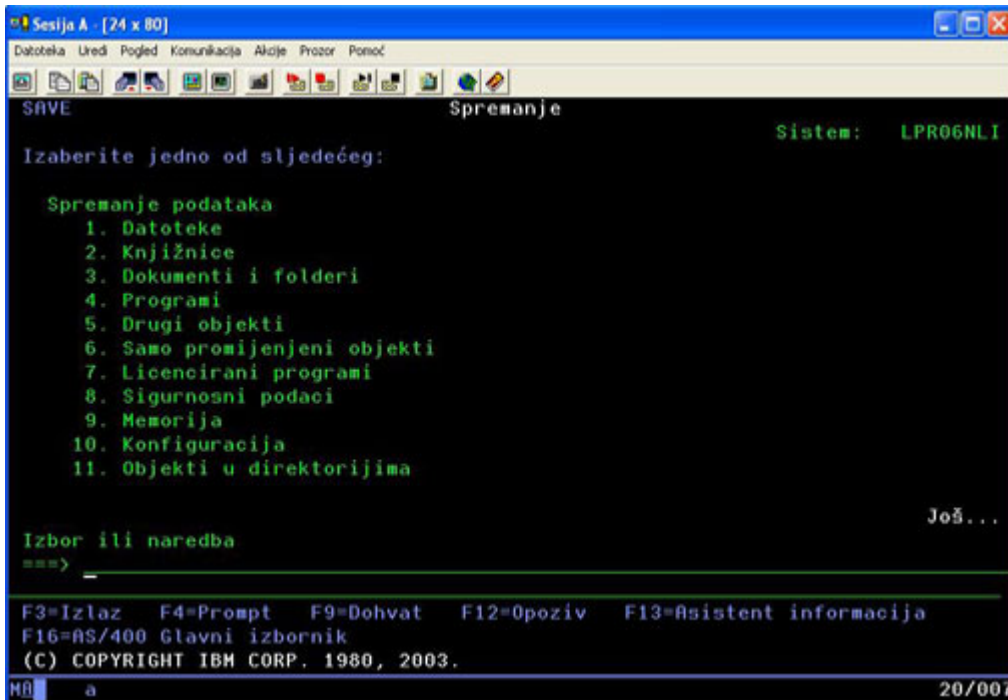 Sesija A - [24 x 80]
Datoteka Uredi Pogled Komunikacija Akcije Prozor Pomoć
SAVE Spremanje
Sistem: LPR06NLI
Izaberite jedno od sljedećeg:
Spremanje podataka
1. Datoteke
2. Knjižnice
3. Dokumenti i folderi
4. Programi
5. Drugi objekti
6. Samo promijenjeni objekti
7. Licencirani programi
8. Sigurnosni podaci
9. Memorija
10. Konfiguracija
11. Objekti u direktorijima
Još...
Izbor ili naredba
===>
F3=Izlaz F4=Prompt F9=Dohvat F12=Opoziv F13=Asistent informacija
F16=AS/400 Glavni izbornik
(C) COPYRIGHT IBM CORP. 1980, 2003.
MA a 20/007